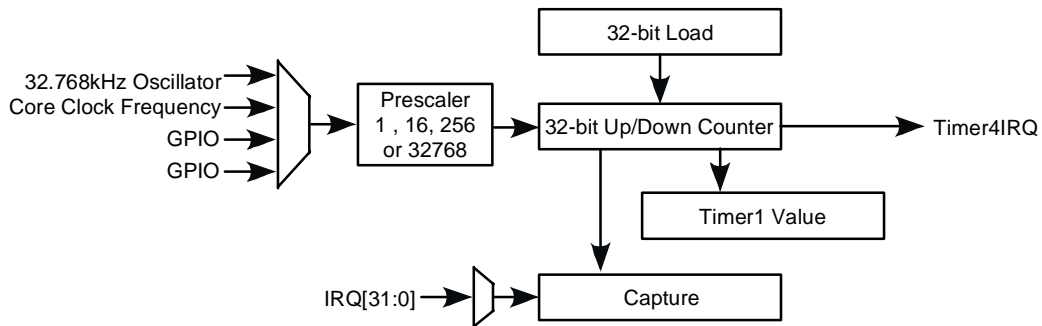 32-bit Load
32.768kHz Oscillator
Core Clock Frequency
GPIO
GPIO
Prescaler
1 , 16, 256
or 32768
32-bit Up/Down Counter
Timer4IRQ
Timer1 Value
IRQ[31:0]
Capture